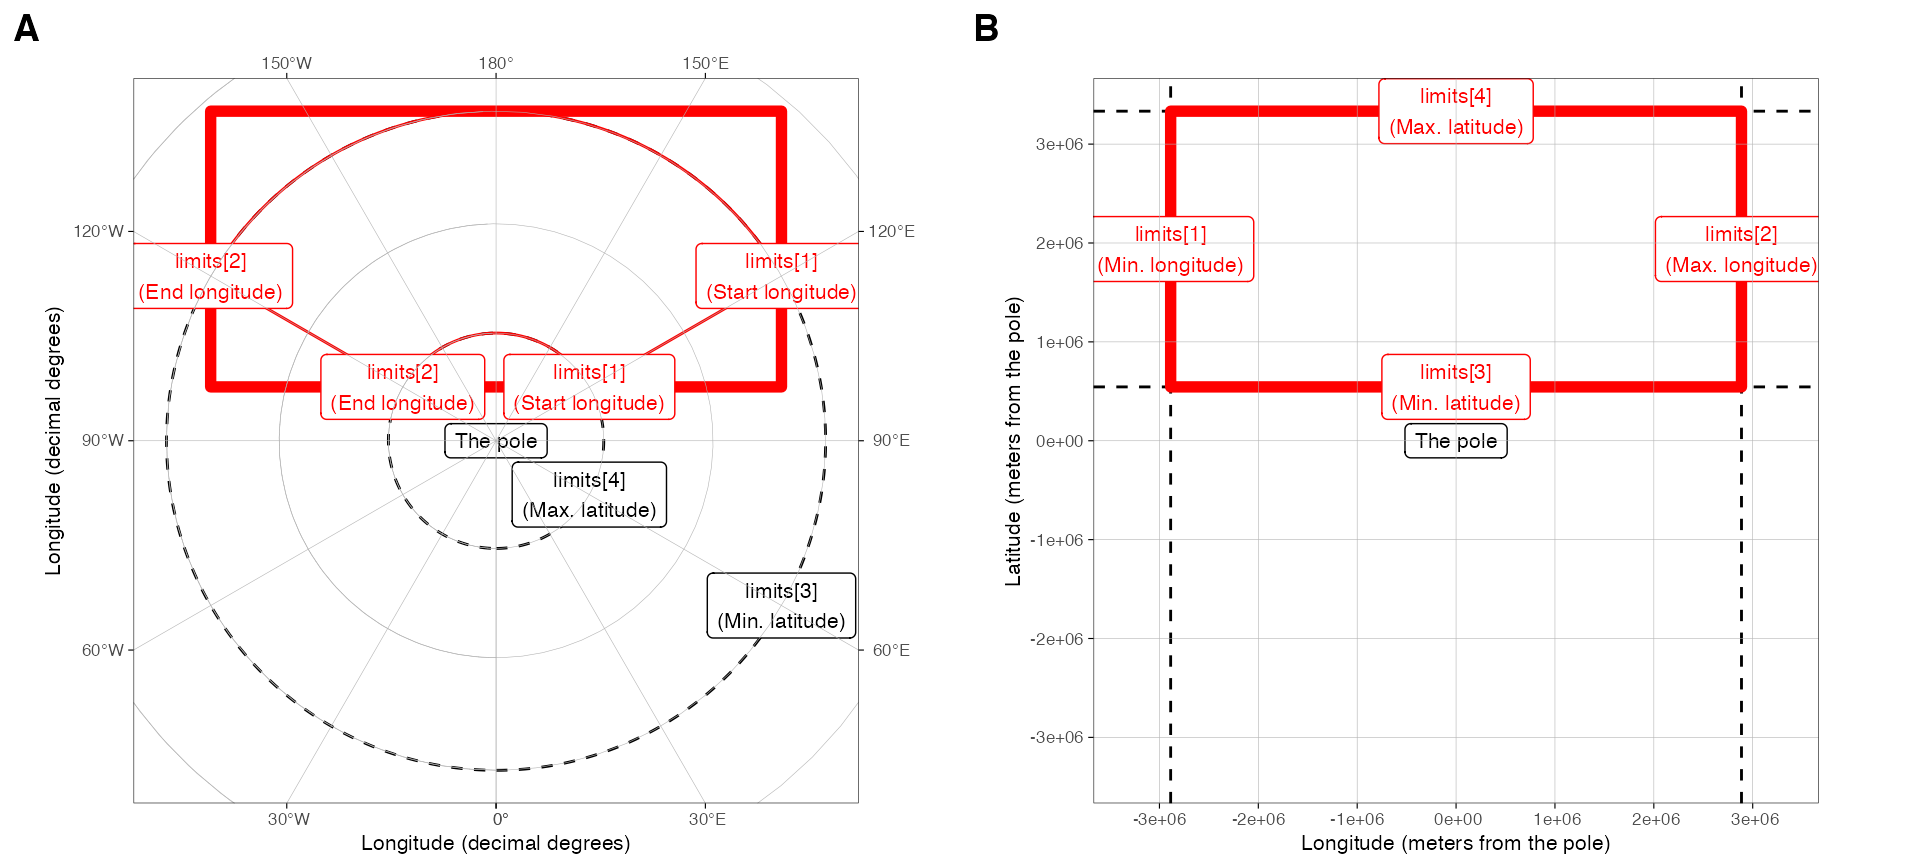 A
150°W
180°
150°E
120°W
120°E
limits[2]
(End longitude)
limits[1]
(Start longitude)
limits[2]
(End longitude)
limits[1]
(Start longitude)
90°W
The pole
90°E
limits[4]
(Max. latitude)
limits[3]
(Min. latitude)
60°W
60°E
30°W
0°
30°E
Longitude (decimal degrees)
Longitude (decimal degrees)
B
limits[4]
(Max. latitude)
3e+06
limits[1]
(Min. longitude)
2e+06
limits[2]
(Max. longitude)
1e+06
limits[3]
(Min. latitude)
0e+00
The pole
-1e+06
-2e+06
-3e+06
Latitude (meters from the pole)
-3e+06
-2e+06
-1e+06
0e+00
1e+06
2e+06
3e+06
Longitude (meters from the pole)